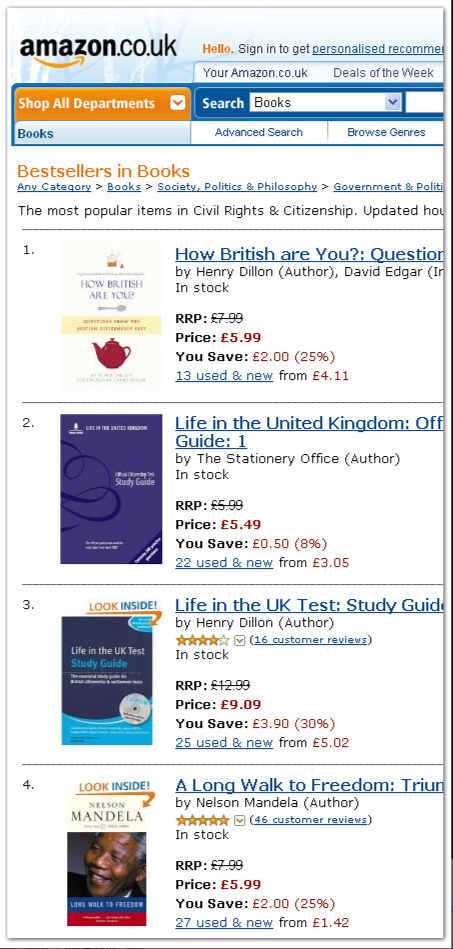 amazon.co.uk
Hello. Sign in to get personalised recommen
Your Amazon.co.uk Deals of the Week
Shop All Departments
Search Books
Books
Advanced Search Browse Genres
Bestsellers in Books
Any Category > Books > Society, Politics & Philosophy > Government & Politi
The most popular items in Civil Rights & Citizenship. Updated hou
1.
HOW BRITISH
ARE YOU?
QUESTIONS FROM THE
BRITISH CITIZENSHIP TEST
How British are You?: Question
by Henry Dillon (Author), David Edgar (In
In stock
RRP: £7.99
Price: £5.99
You Save: £2.00 (25%)
13 used & new from £4.11
2.
LIFE IN THE UNITED KINGDOM
Official Citizenship Test
Study Guide
Life in the United Kingdom: Off
Guide: 1
by The Stationery Office (Author)
In stock
RRP: £5.99
Price: £5.49
You Save: £0.50 (8%)
22 used & new from £3.05
3.
LOOK INSIDE!
Life in the UK Test
Study Guide
The essential study guide for
British citizenship & settlement tests
Life in the UK Test: Study Guide
by Henry Dillon (Author)
(16 customer reviews)
In stock
RRP: £12.99
Price: £9.09
You Save: £3.90 (30%)
25 used & new from £5.02
4.
LOOK INSIDE!
NELSON
MANDELA
LONG WALK TO FREEDOM
A Long Walk to Freedom: Trium
by Nelson Mandela (Author)
(46 customer reviews)
In stock
RRP: £7.99
Price: £5.99
You Save: £2.00 (25%)
27 used & new from £1.42